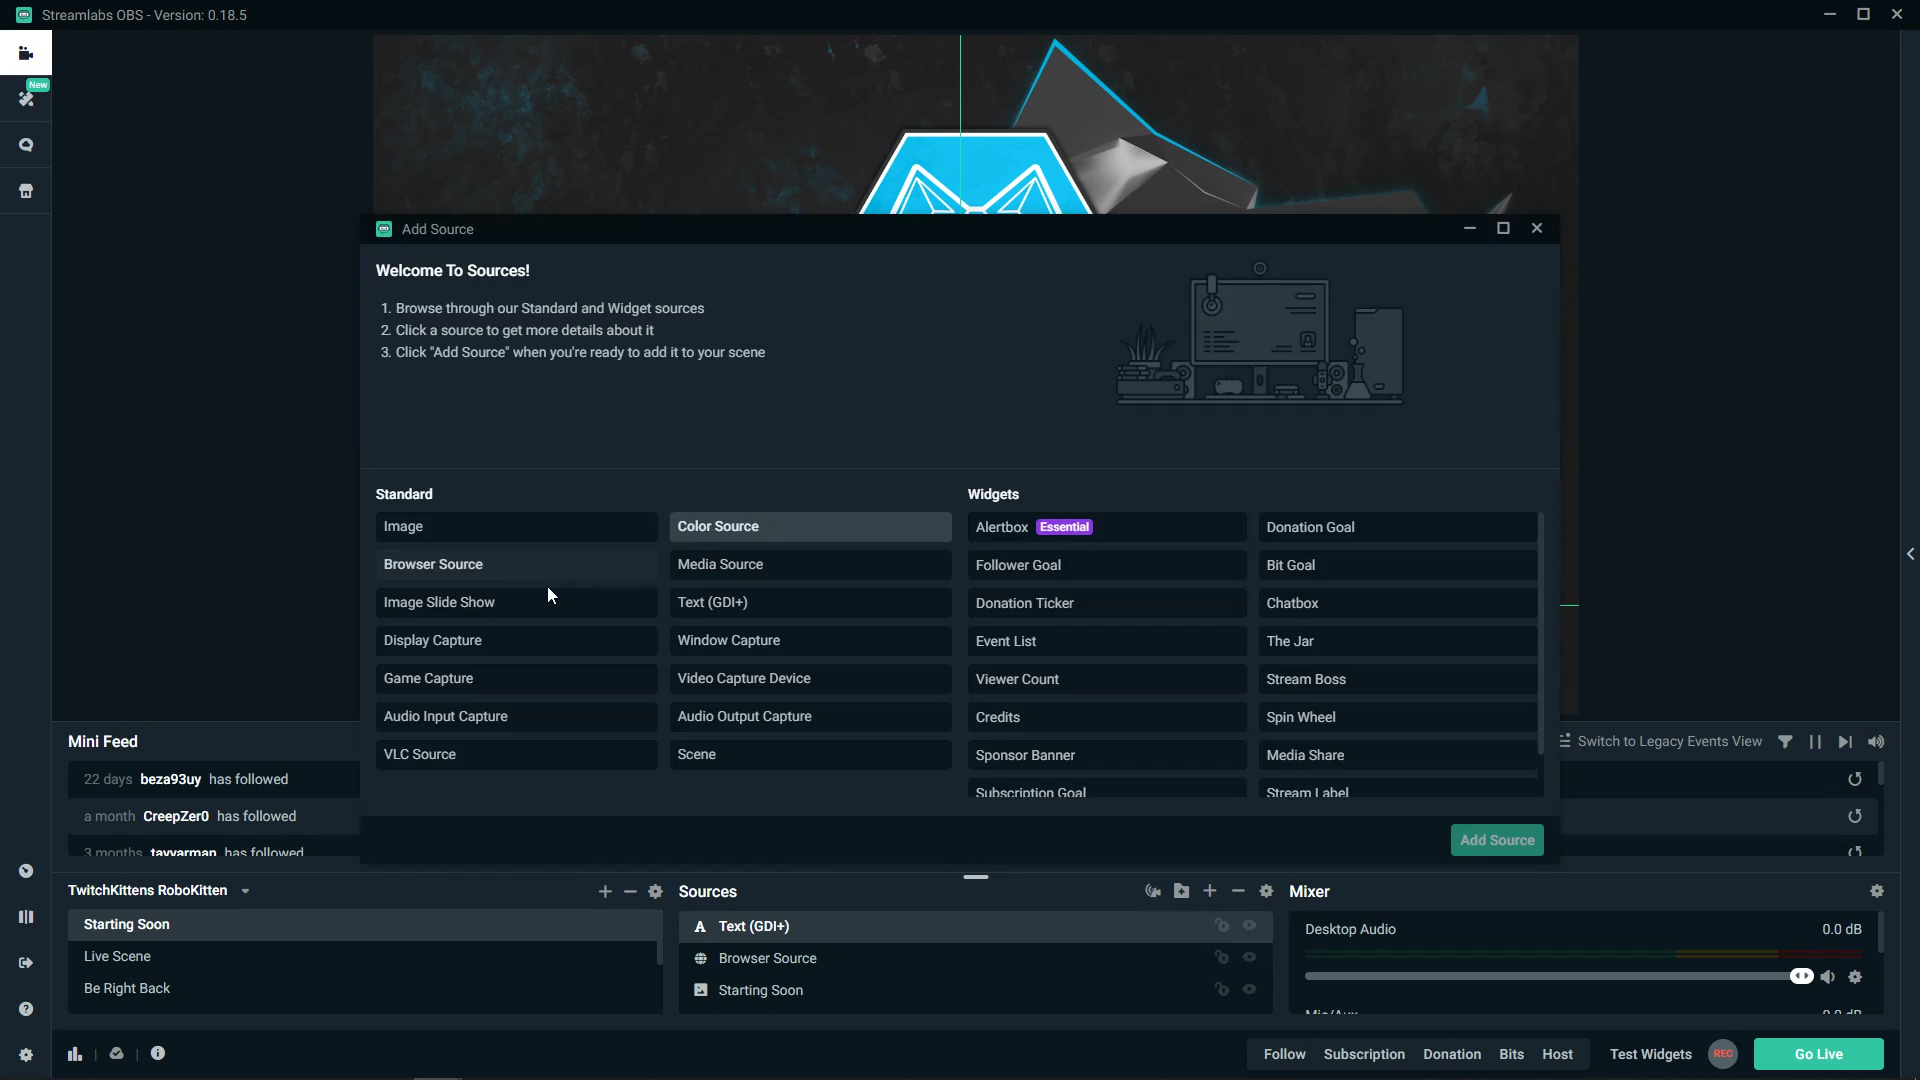 Streamlabs OBS - Version: 0.18.5
New
Add Source
Welcome To Sources!
1. Browse through our Standard and Widget sources
2. Click a source to get more details about it
3. Click "Add Source" when you're ready to add it to your scene
Standard
Image
Color Source
Browser Source
Media Source
Image Slide Show
Text (GDI+)
Display Capture
Window Capture
Game Capture
Video Capture Device
Audio Input Capture
Audio Output Capture
VLC Source
Scene
Widgets
Alertbox Essential
Donation Goal
Follower Goal
Bit Goal
Donation Ticker
Chatbox
Event List
The Jar
Viewer Count
Stream Boss
Credits
Spin Wheel
Sponsor Banner
Media Share
Subscription Goal
Stream Label
Add Source
Mini Feed
Switch to Legacy Events View
22 days beza93uy has followed
a month CreepZer0 has followed
3 months tayyarman has followed
TwitchKittens RoboKitten
Starting Soon
Live Scene
Be Right Back
Sources
Text (GDI+)
Browser Source
Starting Soon
Mixer
Desktop Audio 0.0 dB
Mic/Aux 0.0 dB
Follow Subscription Donation Bits Host Test Widgets REC Go Live